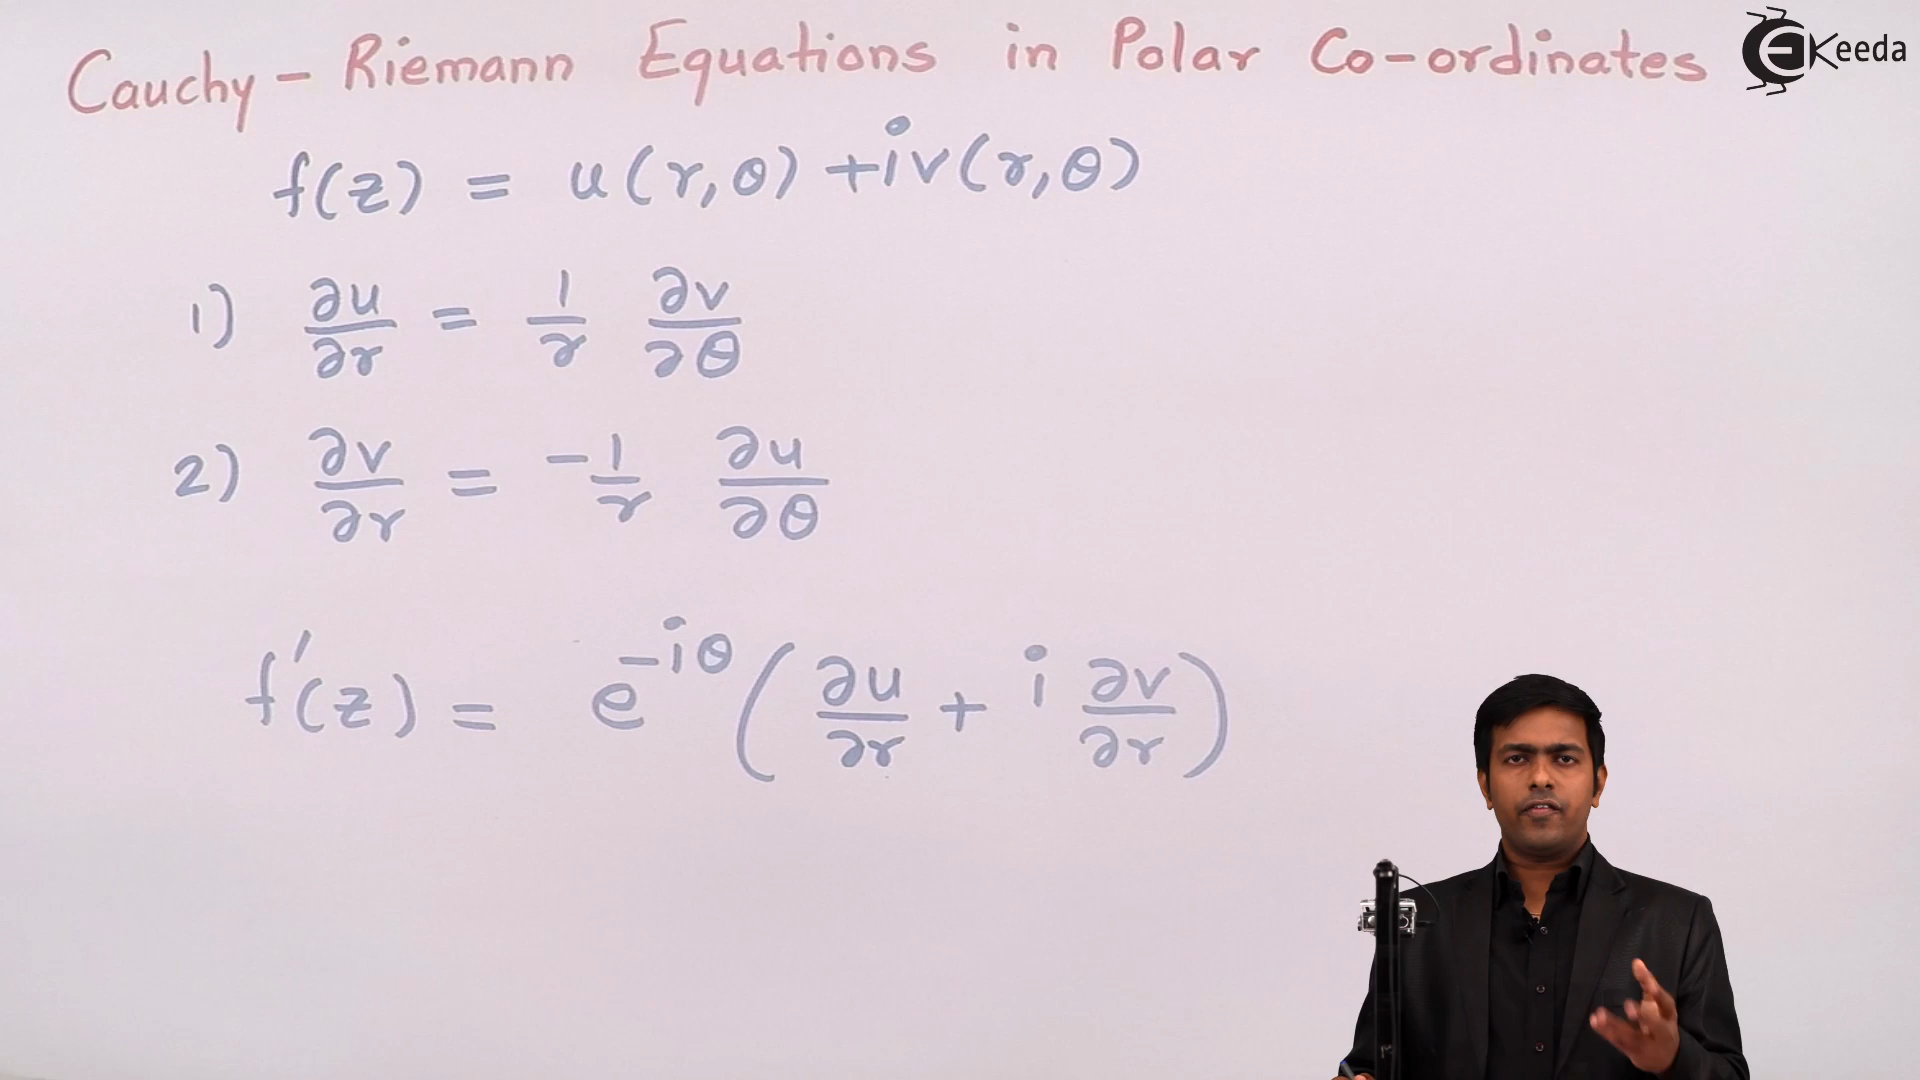 Cauchy - Riemann Equations in Polar Co-ordinates
EKeeda
f(z) = u(r,θ) + iv(r,θ)
1) ∂u/∂r = 1/r ∂v/∂θ
2) ∂v/∂r = -1/r ∂u/∂θ
f'(z) = e^-iθ (∂u/∂r + i ∂v/∂r)